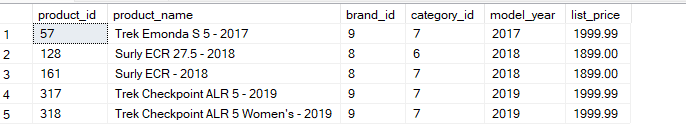 product_id product_name brand_id category_id model_year list_price
1 57 Trek Emonda S 5 - 2017 9 7 2017 1999.99
2 128 Surly ECR 27.5 - 2018 8 6 2018 1899.00
3 161 Surly ECR - 2018 8 7 2018 1899.00
4 317 Trek Checkpoint ALR 5 - 2019 9 7 2019 1999.99
5 318 Trek Checkpoint ALR 5 Women's - 2019 9 7 2019 1999.99